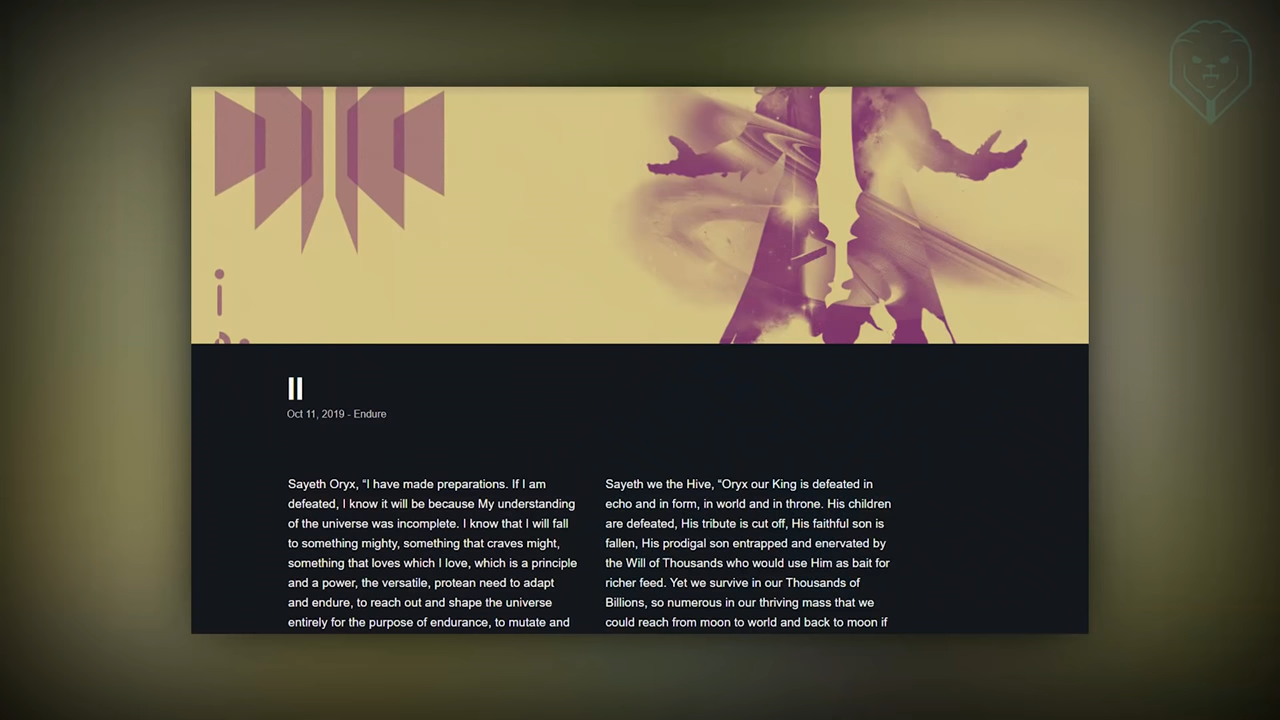 II
Oct 11, 2019 - Endure
Sayeth Oryx, “I have made preparations. If I am
defeated, I know it will be because My understanding
of the universe was incomplete. I know that I will fall
to something mighty, something that craves might,
something that loves which I love, which is a principle
and a power, the versatile, protean need to adapt
and endure, to reach out and shape the universe
entirely for the purpose of endurance, to mutate and
Sayeth we the Hive, “Oryx our King is defeated in
echo and in form, in world and in throne. His children
are defeated, His tribute is cut off, His faithful son is
fallen, His prodigal son entrapped and enervated by
the Will of Thousands who would use Him as bait for
richer feed. Yet we survive in our Thousands of
Billions, so numerous in our thriving mass that we
could reach from moon to world and back to moon if